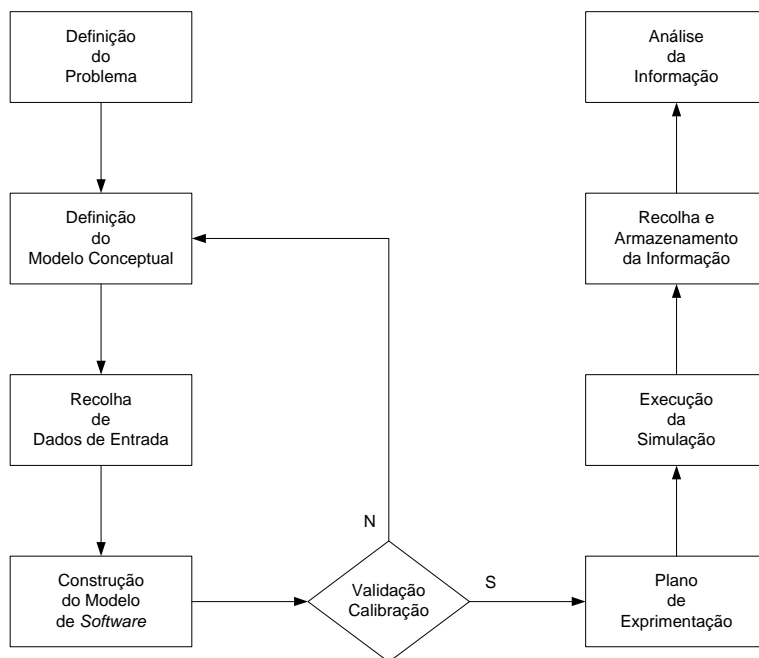 Definição
do
Problema
Definição
do
Modelo Conceptual
Recolha
de
Dados de Entrada
Construção
do Modelo
de Software
N
Validação
Calibração
S
Plano
de
Exprimentação
Execução
da
Simulação
Recolha e
Armazenamento
da Informação
Análise
da
Informação